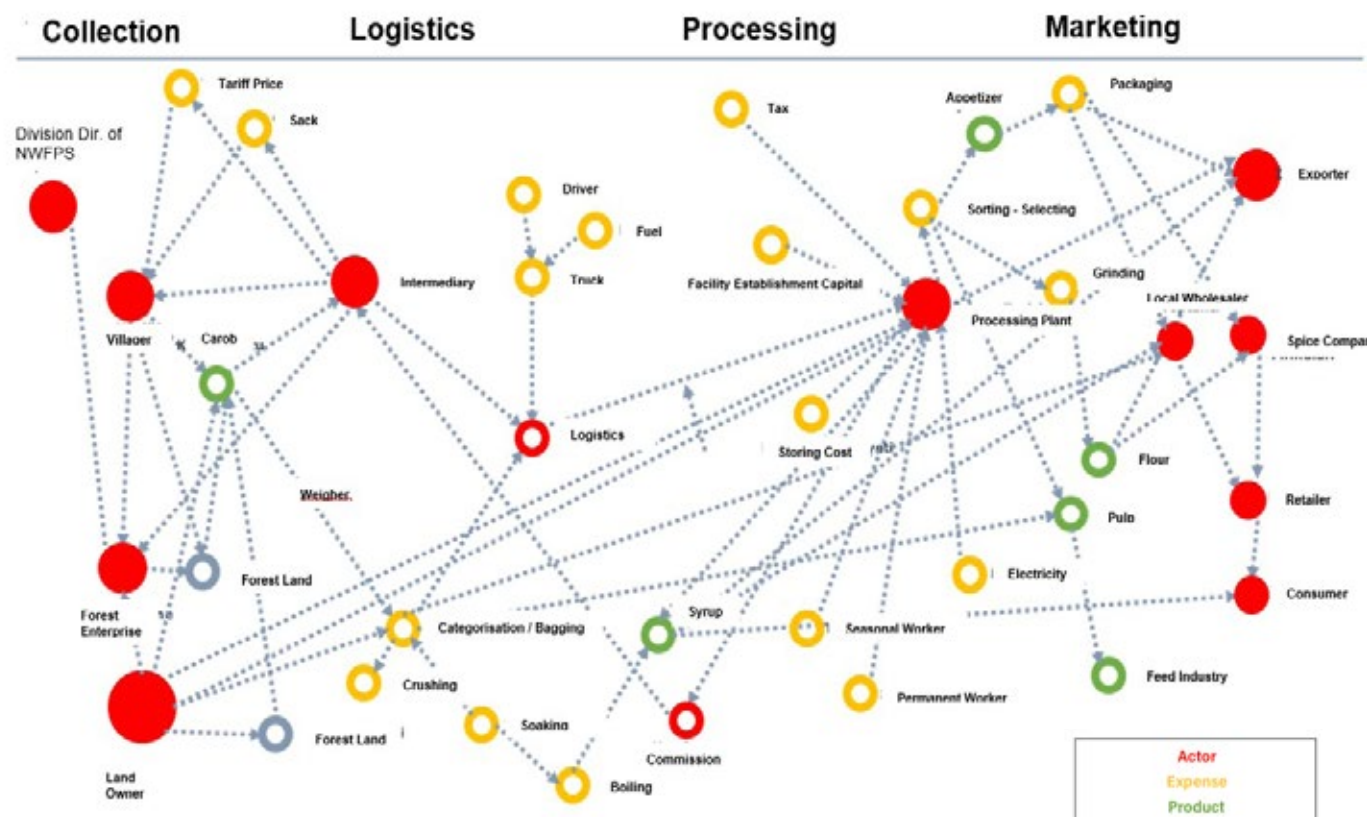 Collection
Logistics
Processing
Marketing
Tariff Price
Sack
Division Dir. of
NWFPS
Driver
Fuel
Truck
Tax
Appetizer
Packaging
Exporter
Sorting - Selecting
Grinding
Facility Establishment Capital
Intermediary
Villager
Carob
Processing Plant
Local Wholesaler
Spice Compa
Logistics
Storing Cost
Flour
Weigher
Retailer
Pulp
Forest Land
Electricity
Consumer
Forest
Enterprise
Categorisation / Bagging
Syrup
Seasonal Worker
Crushing
Feed Industry
Permanent Worker
Soaking
Forest Land
Commission
Land
Owner
Boiling
Actor
Expense
Product